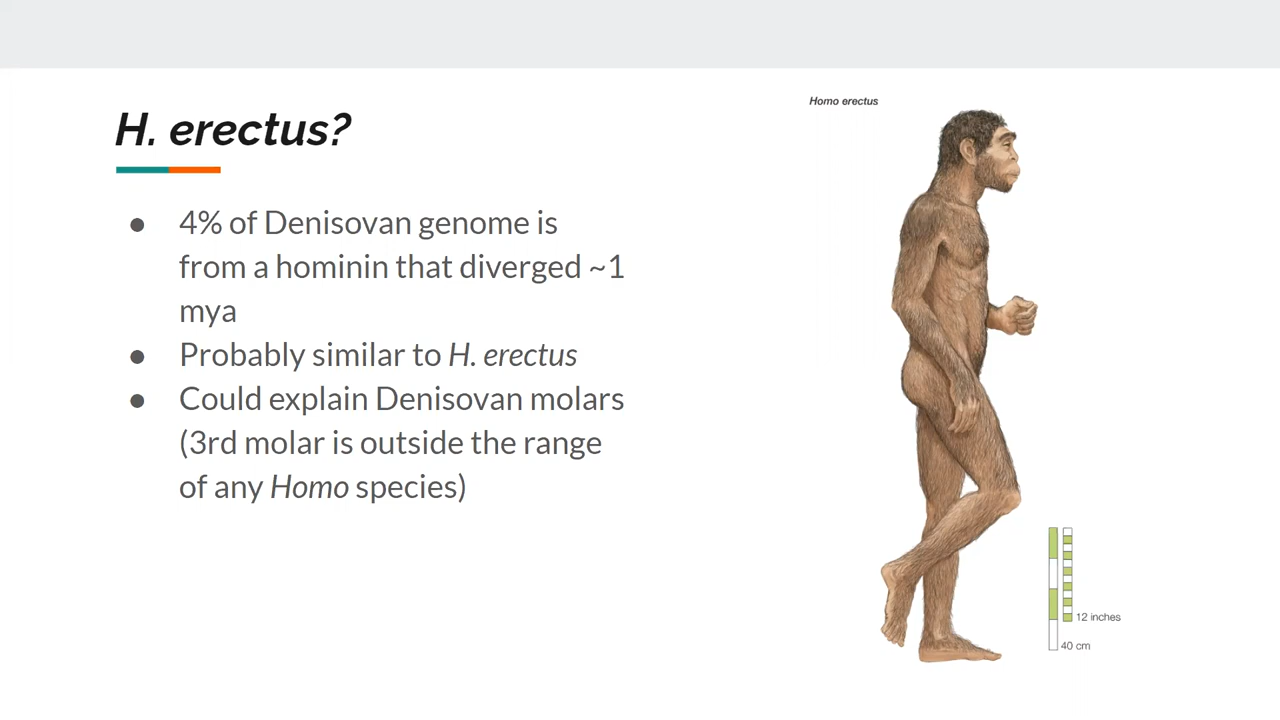 H. erectus?
● 4% of Denisovan genome is
from a hominin that diverged ~1
mya
● Probably similar to H. erectus
● Could explain Denisovan molars
(3rd molar is outside the range
of any Homo species)
Homo erectus
12 inches
40 cm